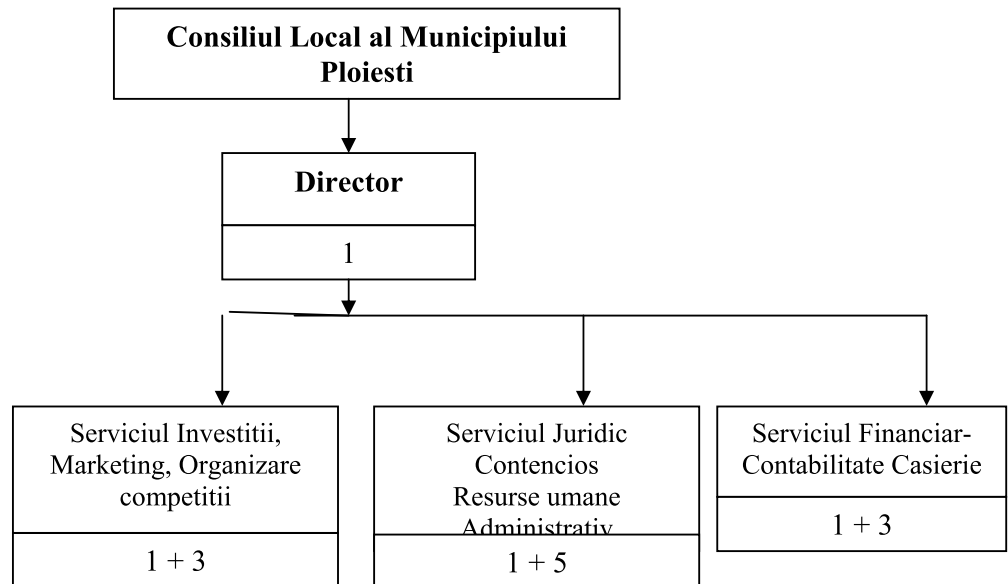 Consiliul Local al Municipiului
Ploiesti
Director
1
Serviciul Investitii,
Marketing, Organizare
competitii
1 + 3
Serviciul Juridic
Contencios
Resurse umane
Administrativ
1 + 5
Serviciul Financiar-
Contabilitate Casierie
1 + 3